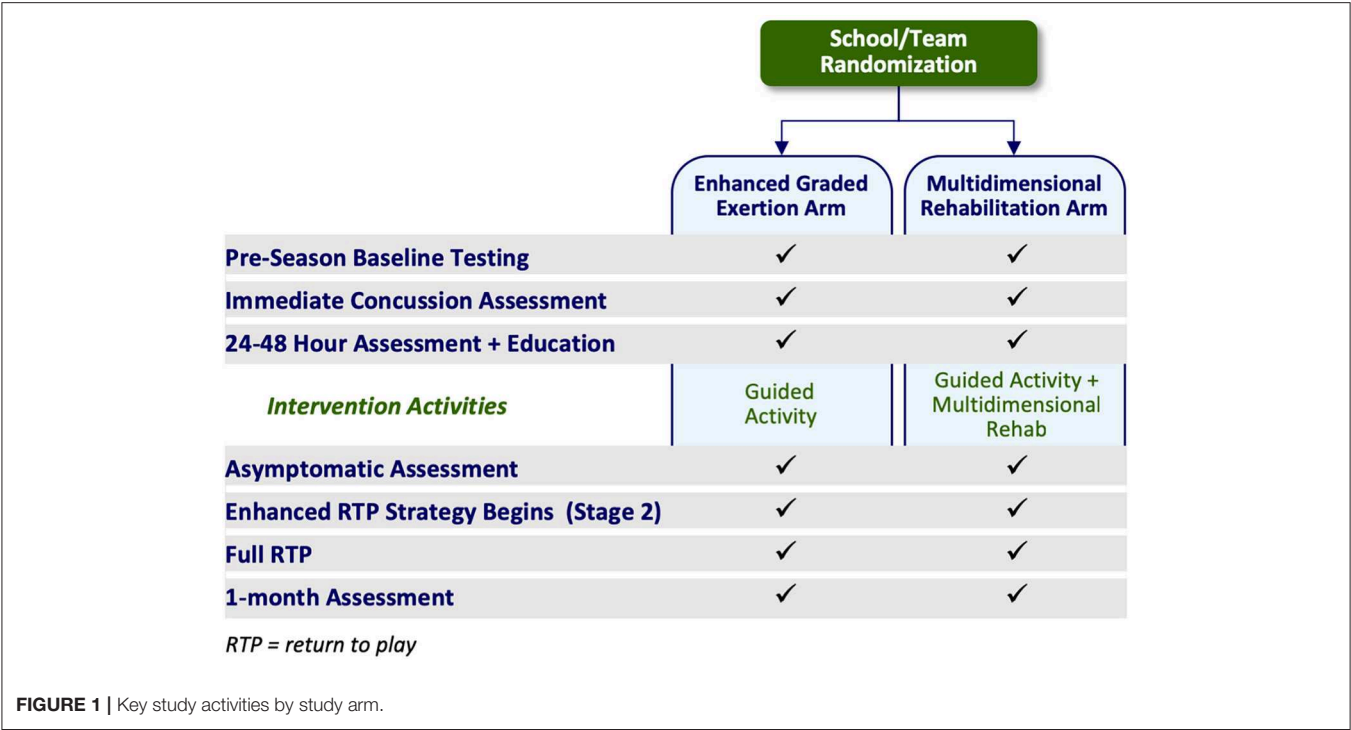 School/Team
Randomization
Enhanced Graded
Exertion Arm
Multidimensional
Rehabilitation Arm
Pre-Season Baseline Testing ✓ ✓
Immediate Concussion Assessment ✓ ✓
24-48 Hour Assessment + Education ✓ ✓
Intervention Activities
Guided
Activity
Guided Activity +
Multidimensional
Rehab
Asymptomatic Assessment ✓ ✓
Enhanced RTP Strategy Begins (Stage 2) ✓ ✓
Full RTP ✓ ✓
1-month Assessment ✓ ✓
RTP = return to play
FIGURE 1 | Key study activities by study arm.